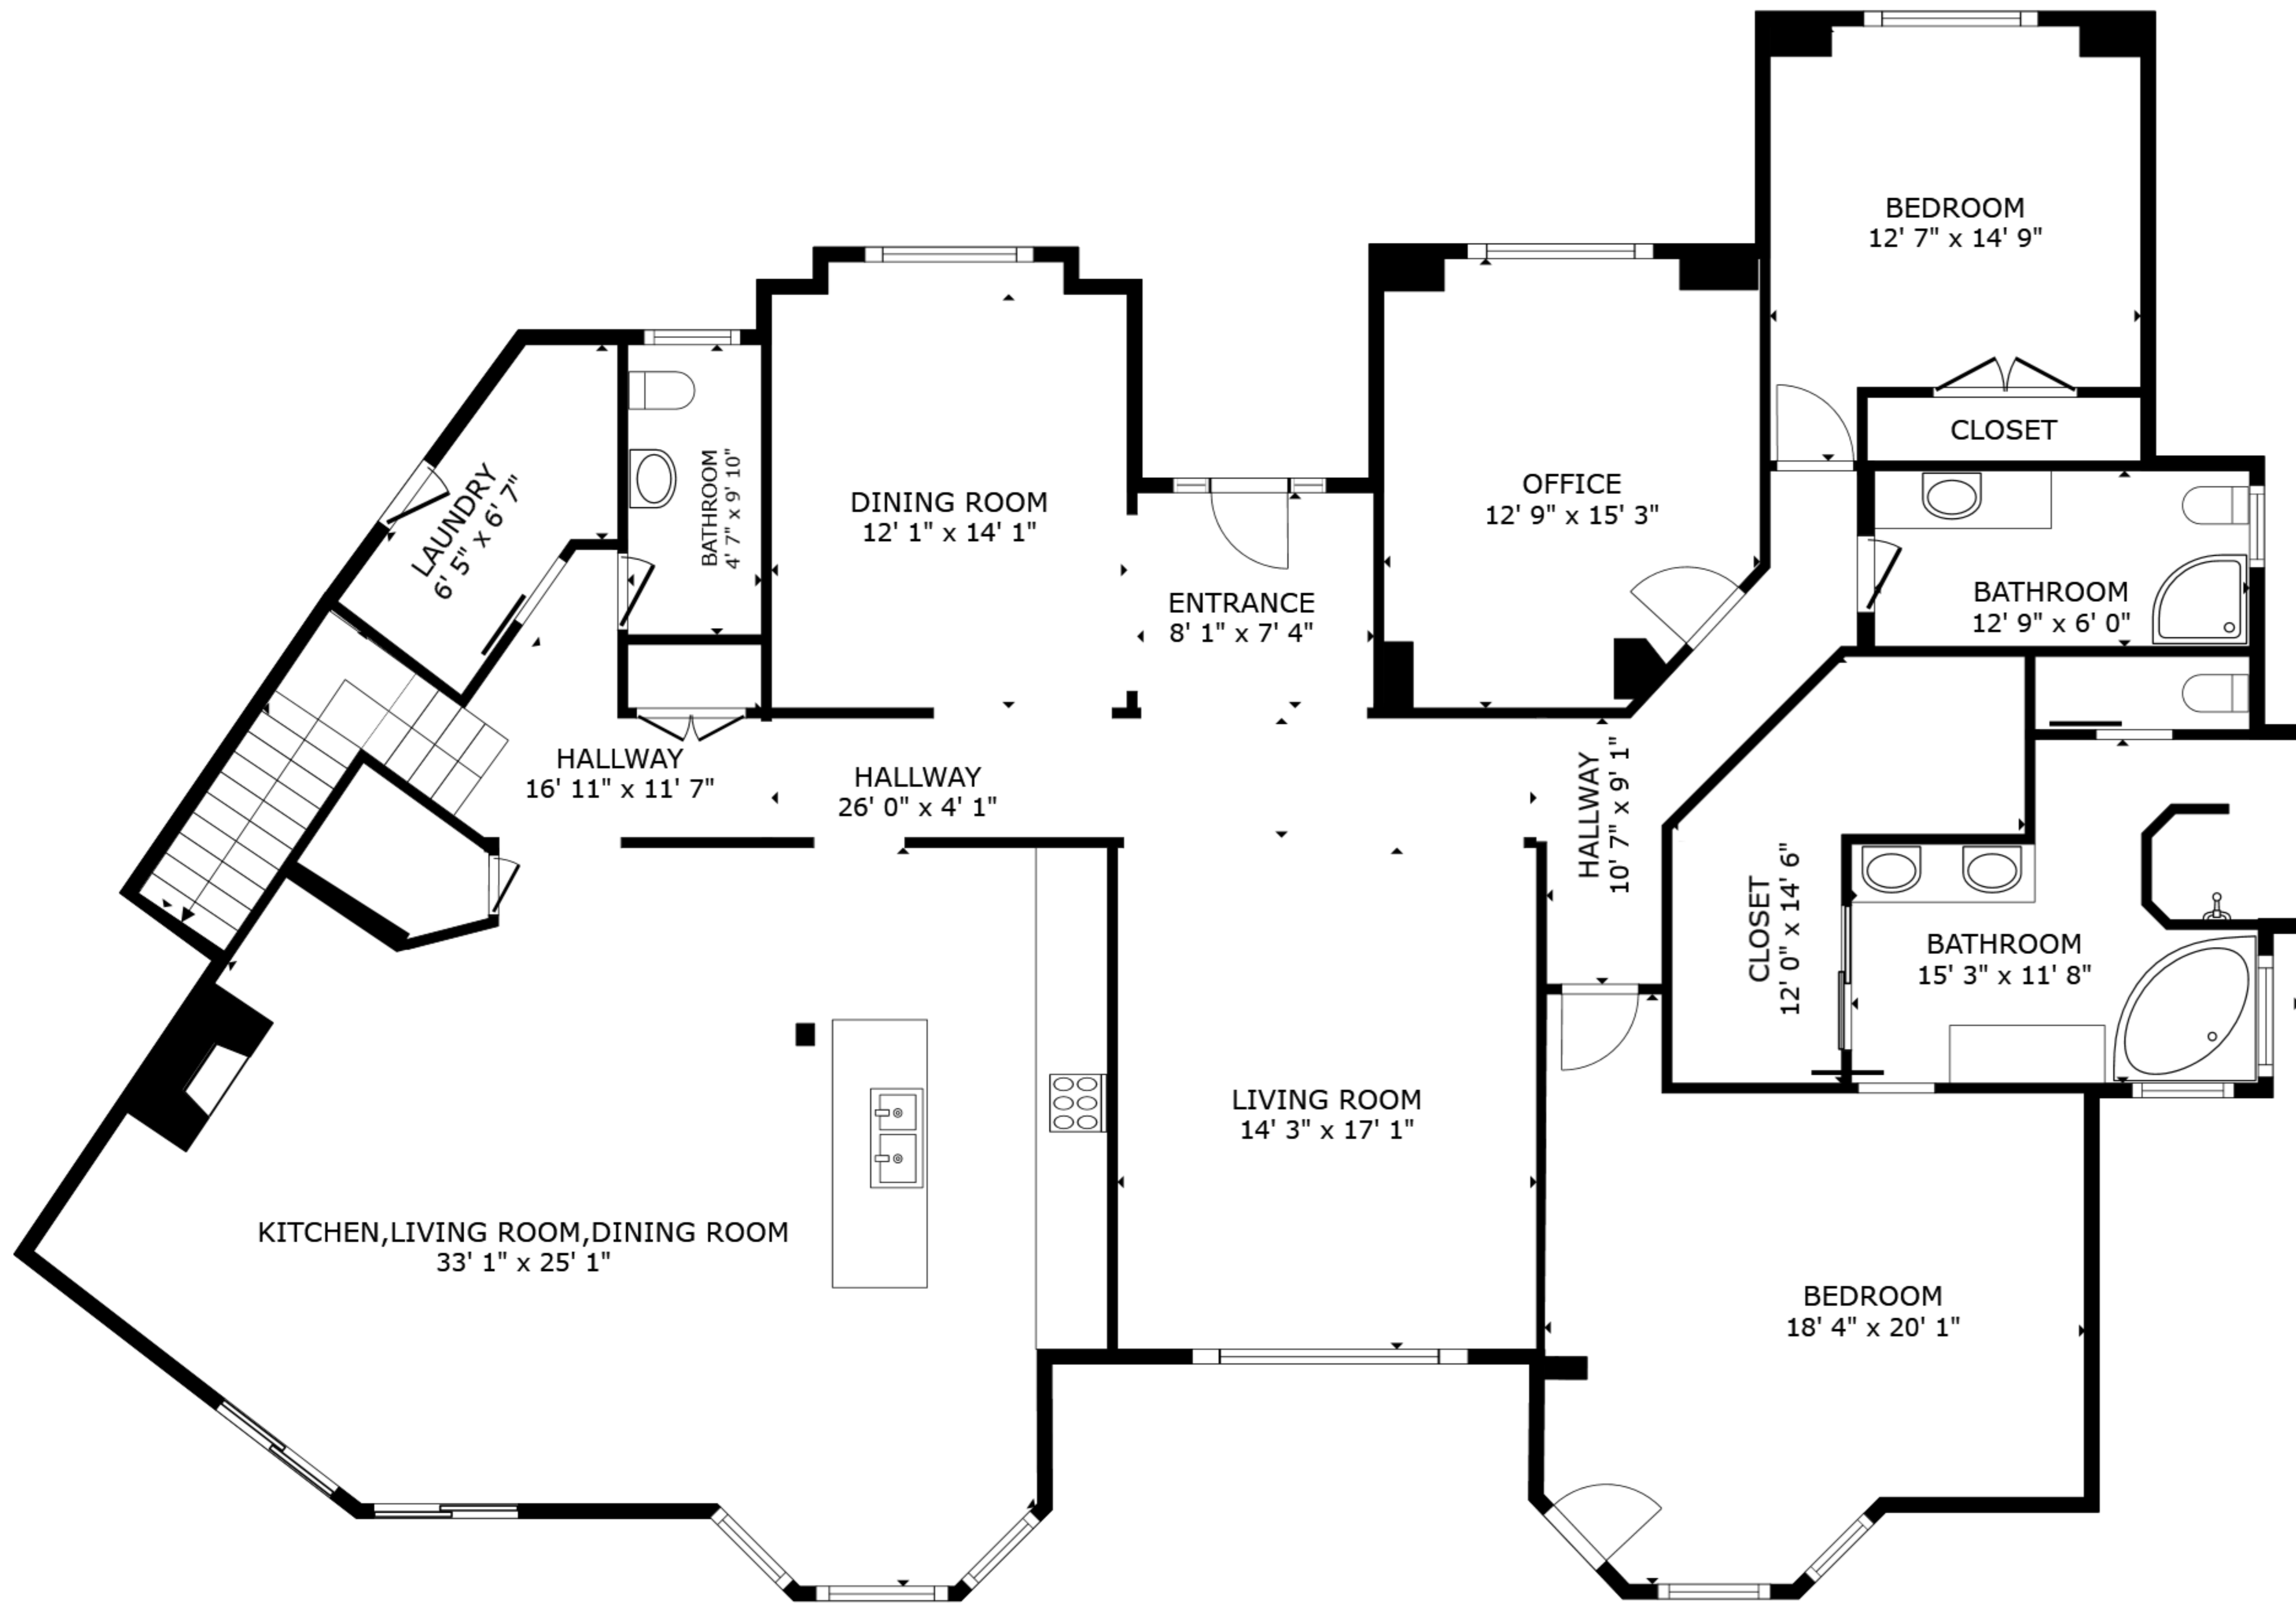 BEDROOM
12' 7" x 14' 9"
CLOSET
OFFICE
12' 9" x 15' 3"
DINING ROOM
12' 1" x 14' 1"
BATHROOM
4' 7" x 9' 10"
LAUNDRY
6' 5" x 6' 7"
ENTRANCE
8' 1" x 7' 4"
BATHROOM
12' 9" x 6' 0"
HALLWAY
16' 11" x 11' 7"
HALLWAY
26' 0" x 4' 1"
HALLWAY
10' 7" x 9' 1"
CLOSET
12' 0" x 14' 6"
BATHROOM
15' 3" x 11' 8"
LIVING ROOM
14' 3" x 17' 1"
KITCHEN,LIVING ROOM,DINING ROOM
33' 1" x 25' 1"
BEDROOM
18' 4" x 20' 1"